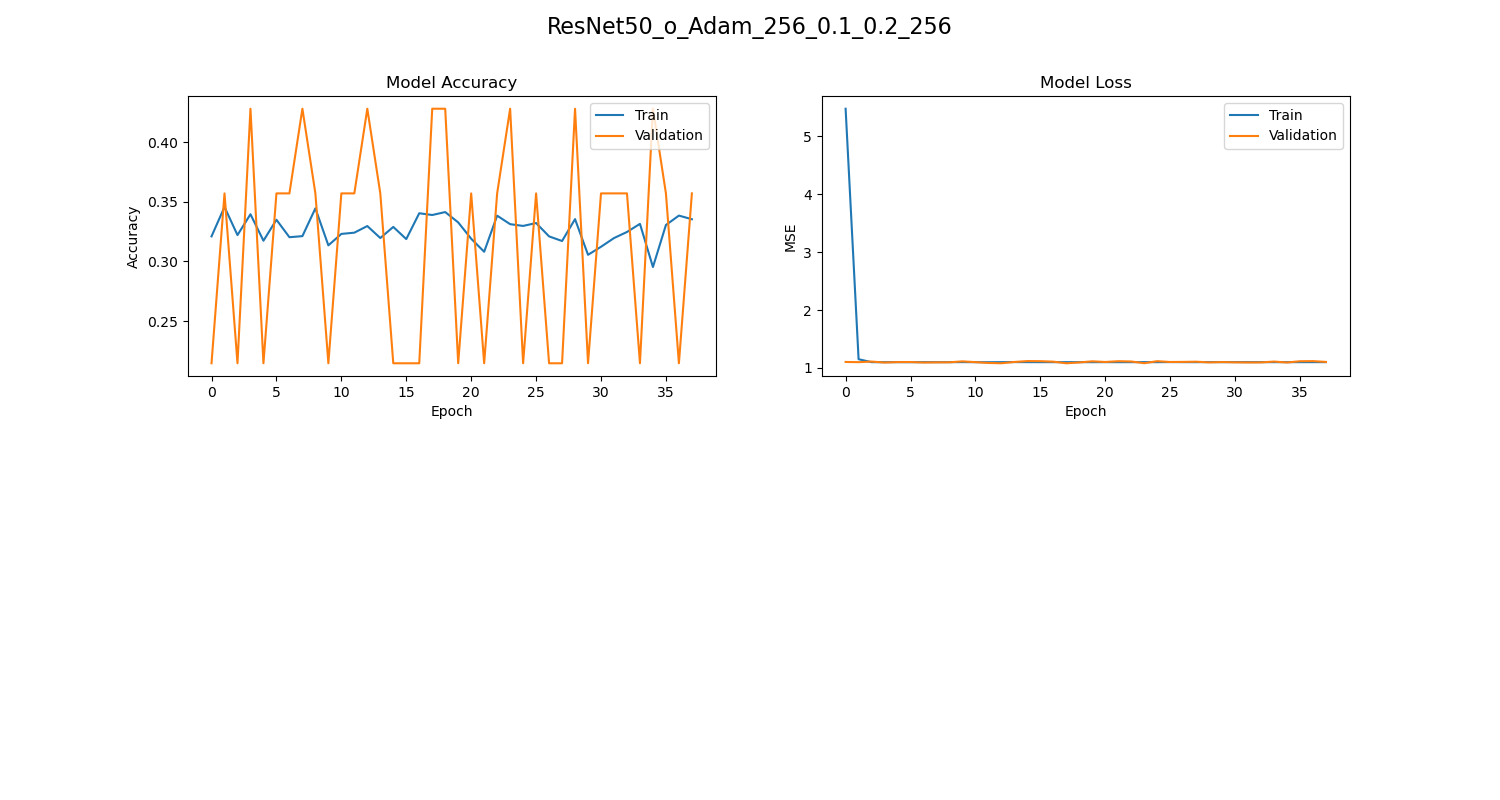 ResNet50_o_Adam_256_0.1_0.2_256
Model Accuracy
Train
Validation
0.40
0.35
0.30
0.25
Accuracy
0 5 10 15 20 25 30 35
Epoch
Model Loss
Train
Validation
5
4
3
2
1
MSE
0 5 10 15 20 25 30 35
Epoch